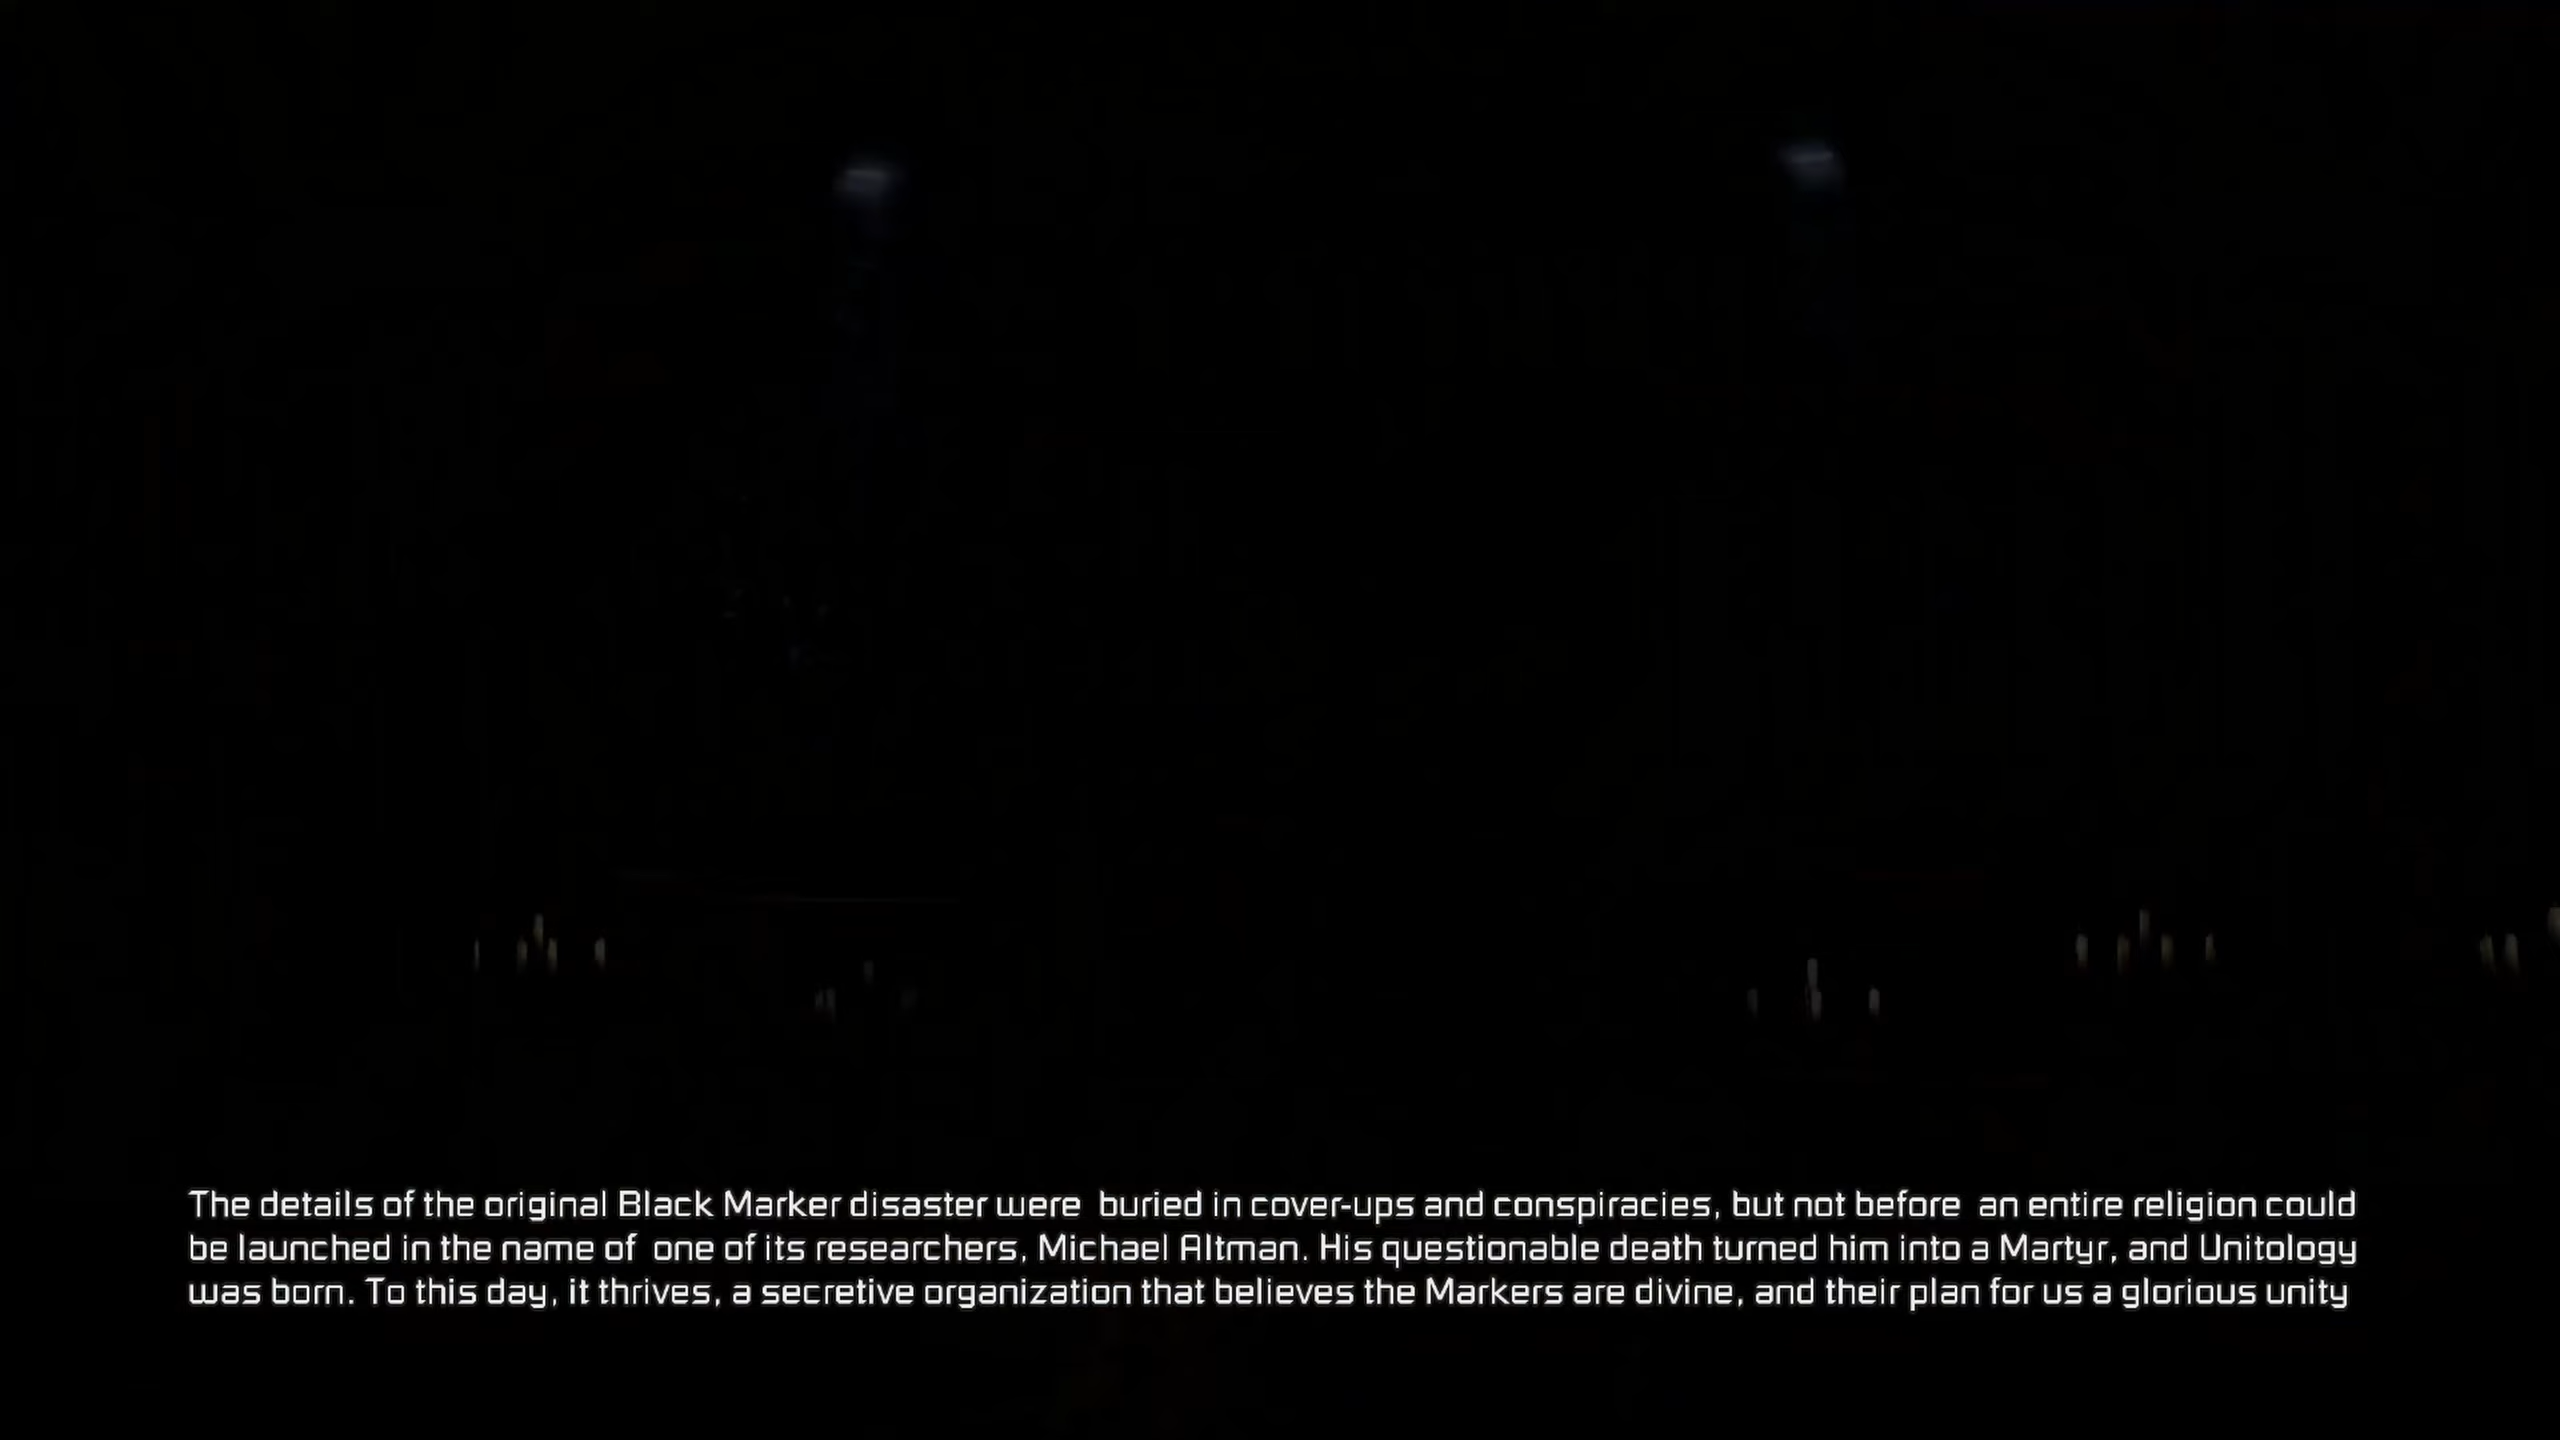 The details of the original Black Marker disaster were  buried in cover-ups and conspiracies, but not before  an entire religion could
be launched in the name of  one of its researchers, Michael Altman. His questionable death turned him into a Martyr, and Unitology
was born. To this day, it thrives, a secretive organization that believes the Markers are divine, and their plan for us a glorious unity